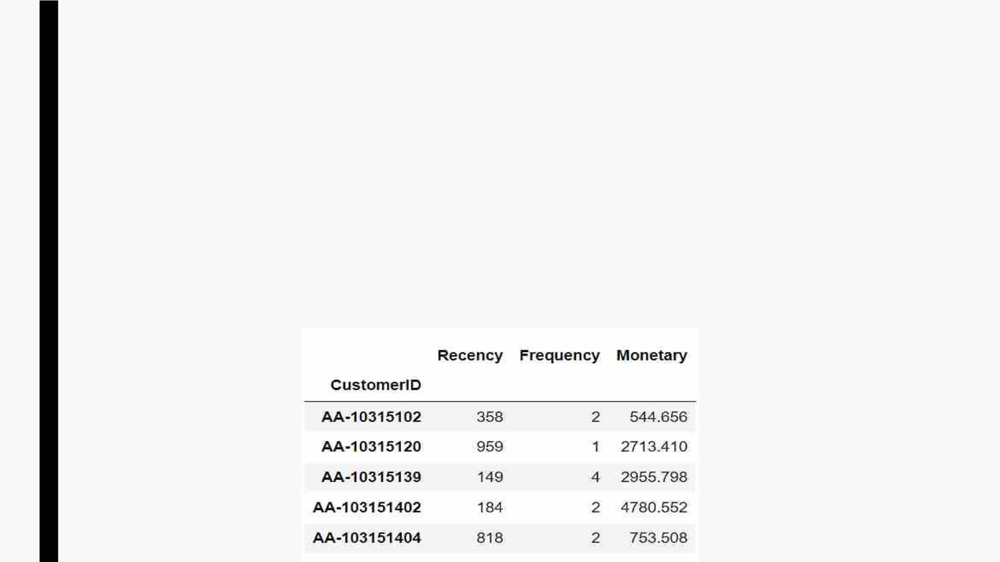 Recency Frequency Monetary
CustomerID
AA-10315102 358 2 544.656
AA-10315120 959 1 2713.410
AA-10315139 149 4 2955.798
AA-103151402 184 2 4780.552
AA-103151404 818 2 753.508